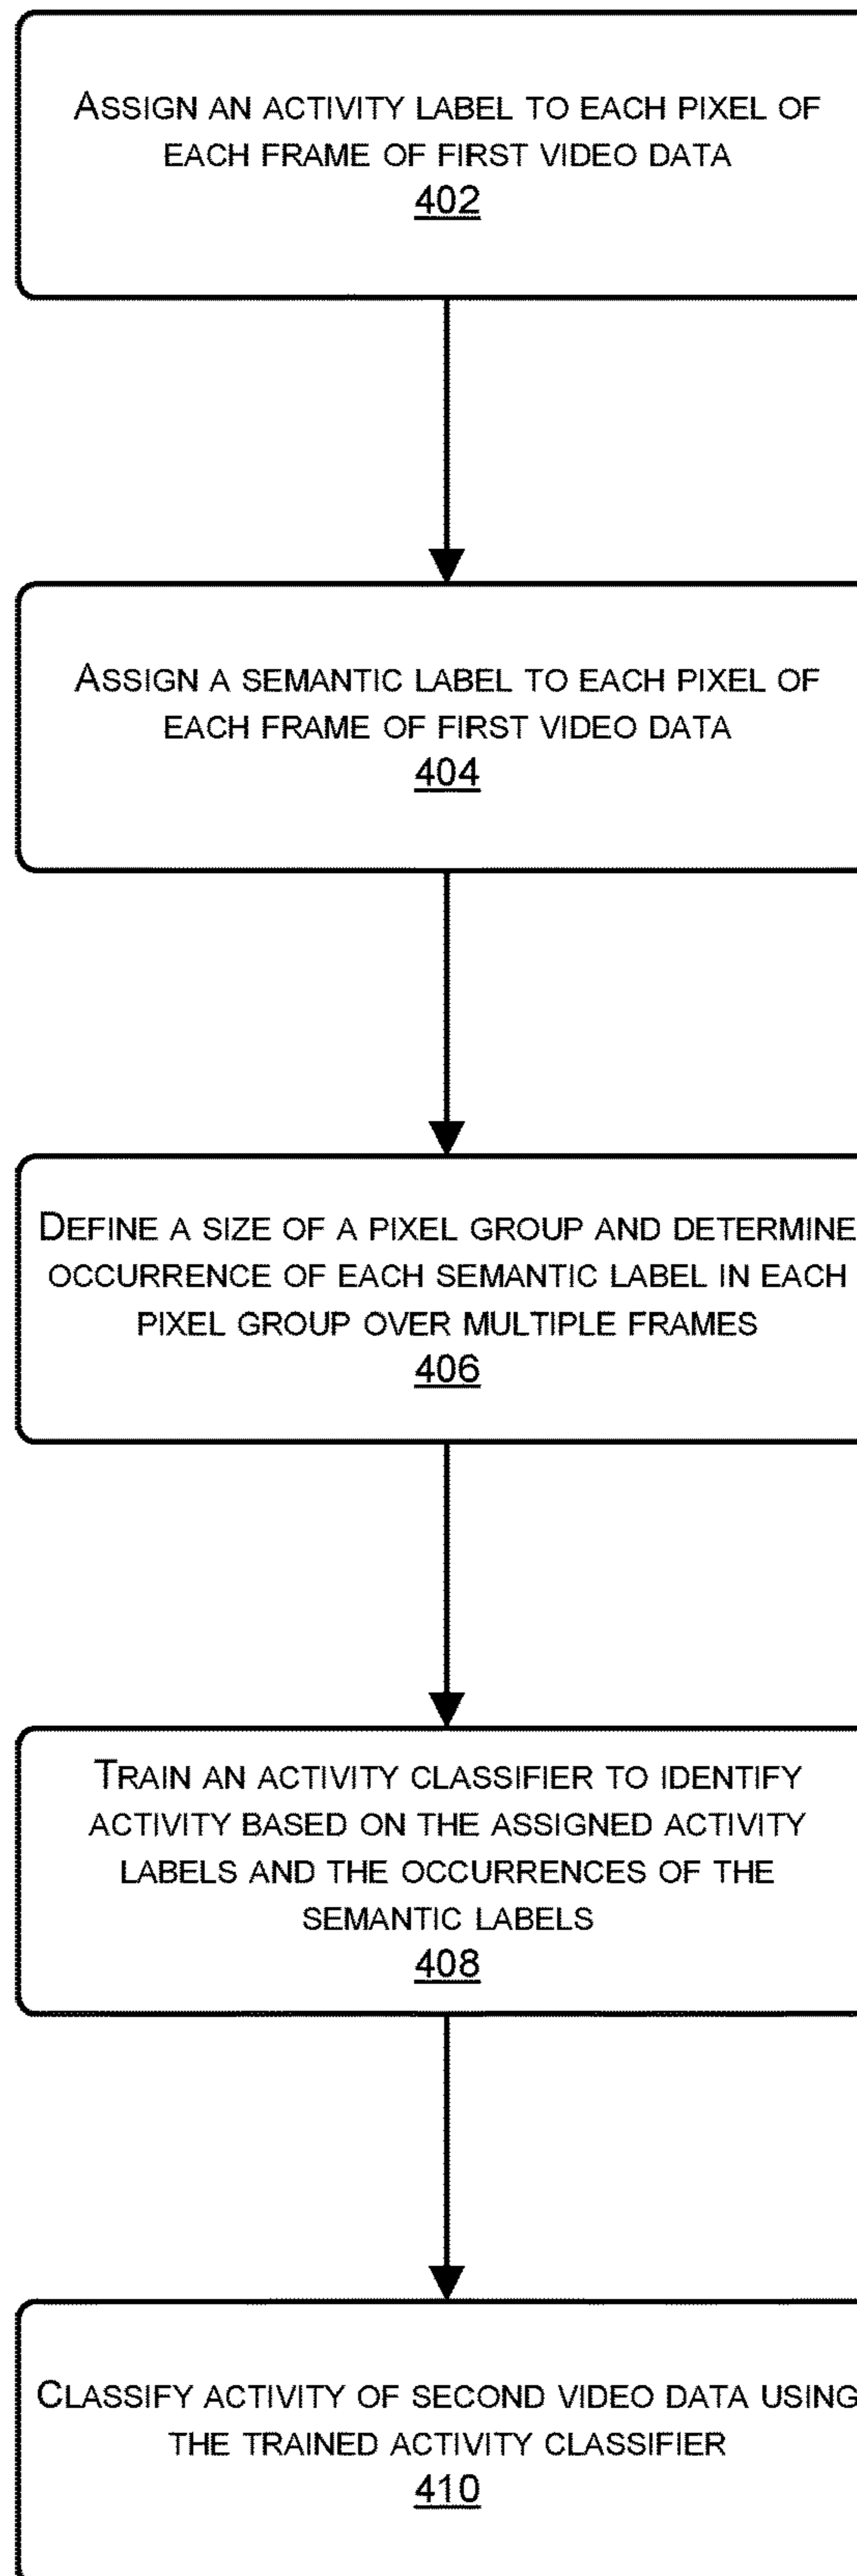 ASSIGN AN ACTIVITY LABEL TO EACH PIXEL OF
EACH FRAME OF FIRST VIDEO DATA
402
ASSIGN A SEMANTIC LABEL TO EACH PIXEL OF
EACH FRAME OF FIRST VIDEO DATA
404
DEFINE A SIZE OF A PIXEL GROUP AND DETERMINE
OCCURRENCE OF EACH SEMANTIC LABEL IN EACH
PIXEL GROUP OVER MULTIPLE FRAMES
406
TRAIN AN ACTIVITY CLASSIFIER TO IDENTIFY
ACTIVITY BASED ON THE ASSIGNED ACTIVITY
LABELS AND THE OCCURRENCES OF THE
SEMANTIC LABELS
408
CLASSIFY ACTIVITY OF SECOND VIDEO DATA USING
THE TRAINED ACTIVITY CLASSIFIER
410